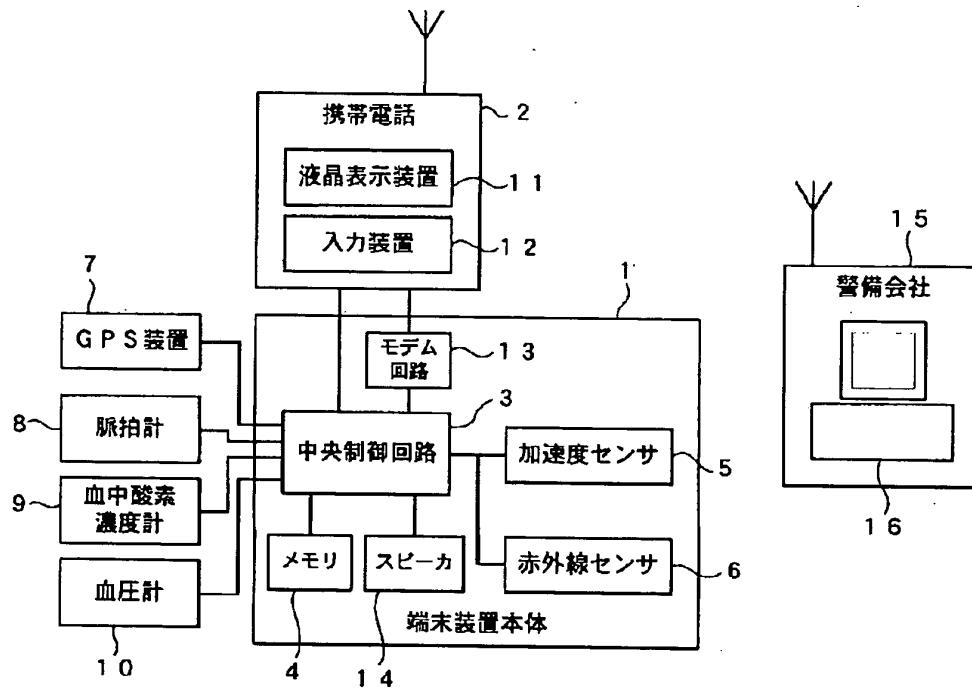 携帯電話
2
液晶表示装置
11
入力装置
12
15
警備会社
16
7
GPS装置
1
モデム
回路
13
3
8
脈拍計
中央制御回路
加速度センサ
5
9
血中酸素
濃度計
メモリ
スピーカ
赤外線センサ
6
血圧計
端末装置本体
10
4
14